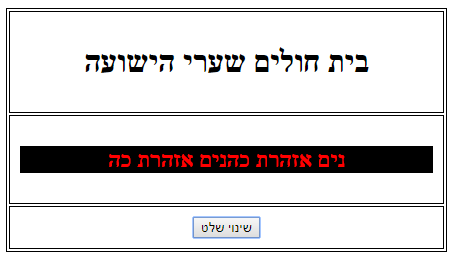 בית חולים שערי הישועה
נים אזהרת כהנים אזהרת כה
שינוי שלט